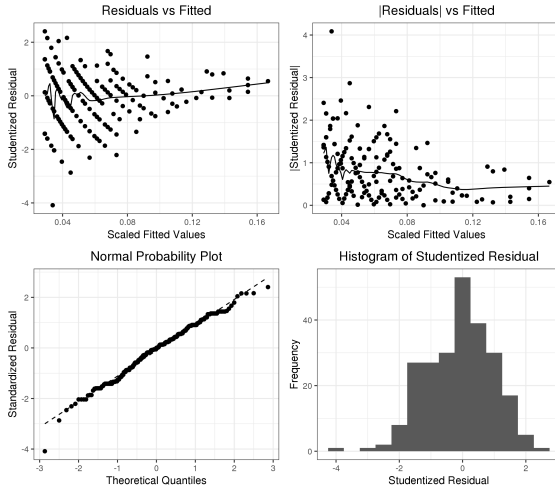 Residuals vs Fitted
Studentized Residual
2
0
-2
-4
0.04 0.08 0.12 0.16
Scaled Fitted Values
|Residuals| vs Fitted
|Studentized Residual|
4
3
2
1
0
0.04 0.08 0.12 0.16
Scaled Fitted Values
Normal Probability Plot
Standardized Residual
2
0
-2
-4
-3 -2 -1 0 1 2 3
Theoretical Quantiles
Histogram of Studentized Residual
Frequency
40
20
0
-4 -2 0 2
Studentized Residual